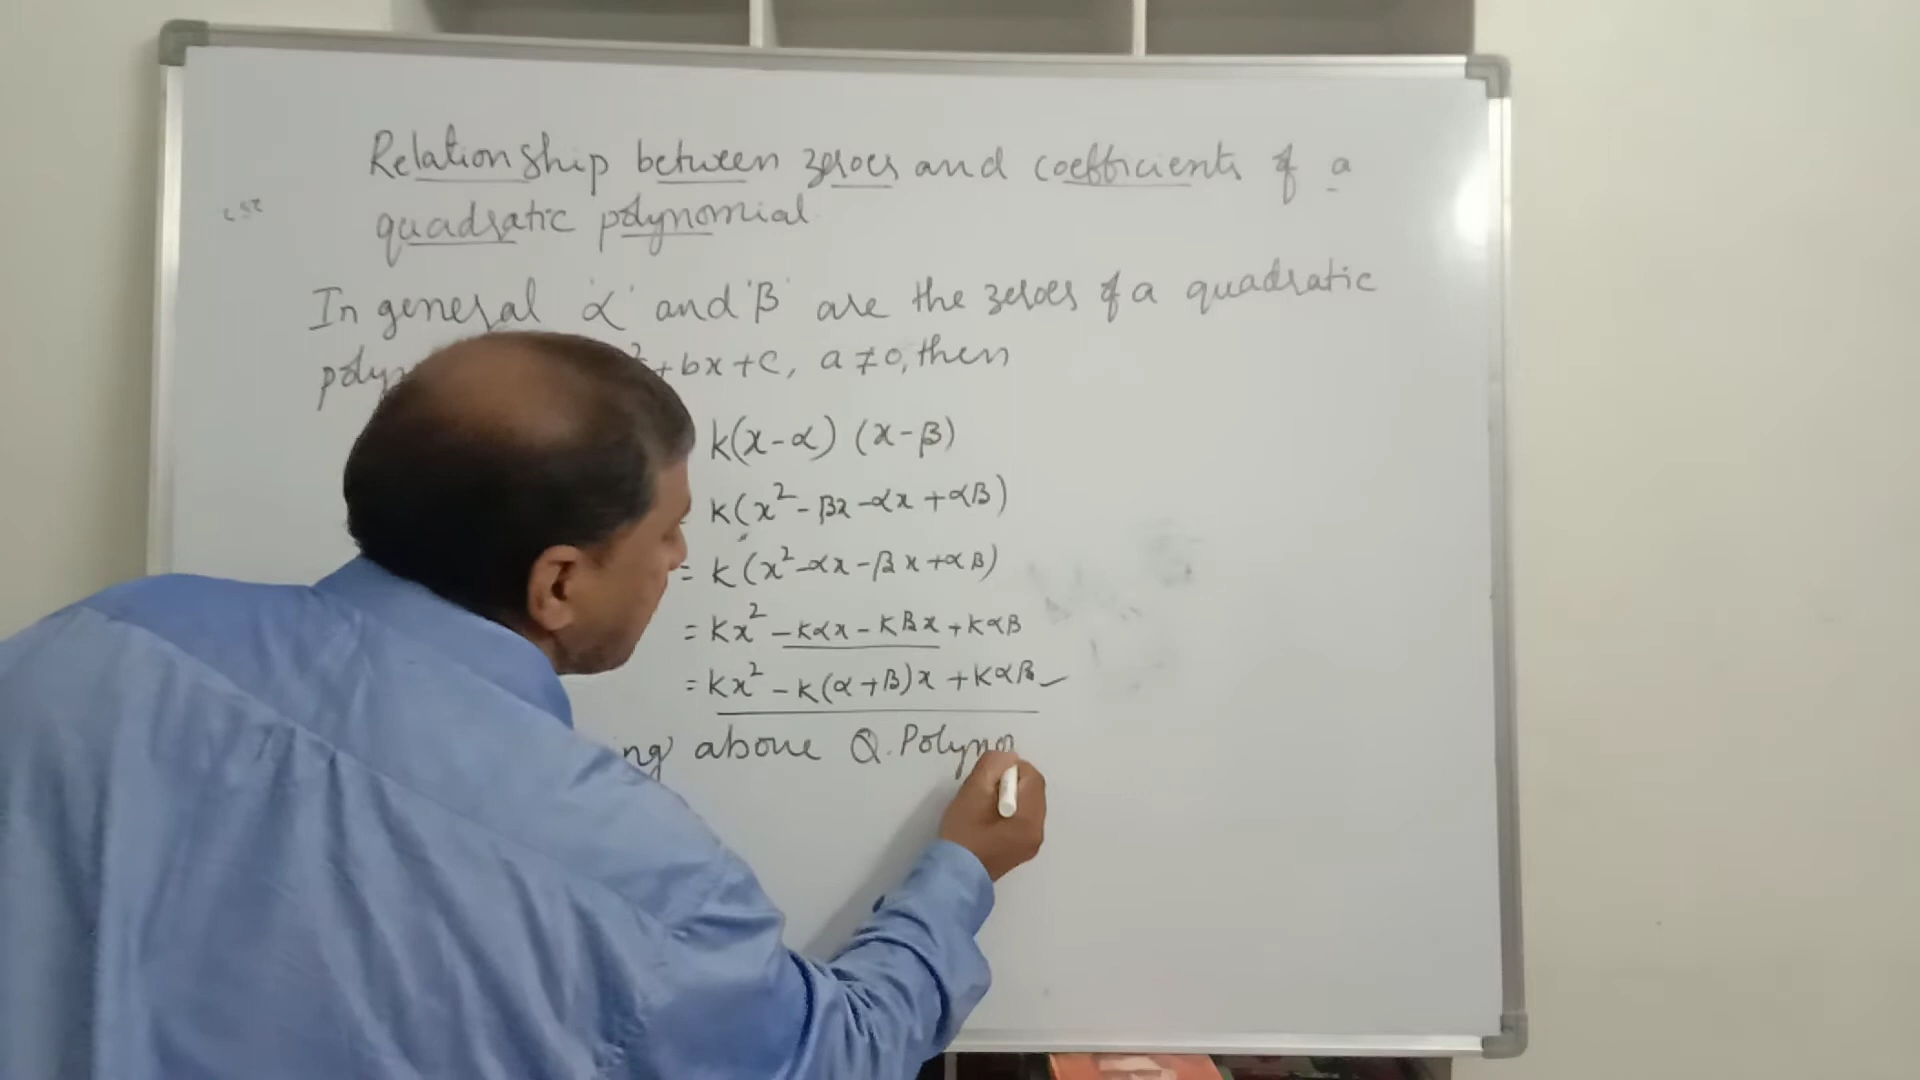 Relationship between zeroes and coefficients of a
quadratic polynomial
In general 'α' and 'β' are the zeroes of a quadratic
+bx+c, a≠0, then
k(x-α) (x-β)
k(x²-βx-αx+αβ)
= k(x²-αx-βx+αβ)
= kx²-kαx-kβx+kαβ
= kx²-k(α+β)x+kαβ
above Q. Polyno